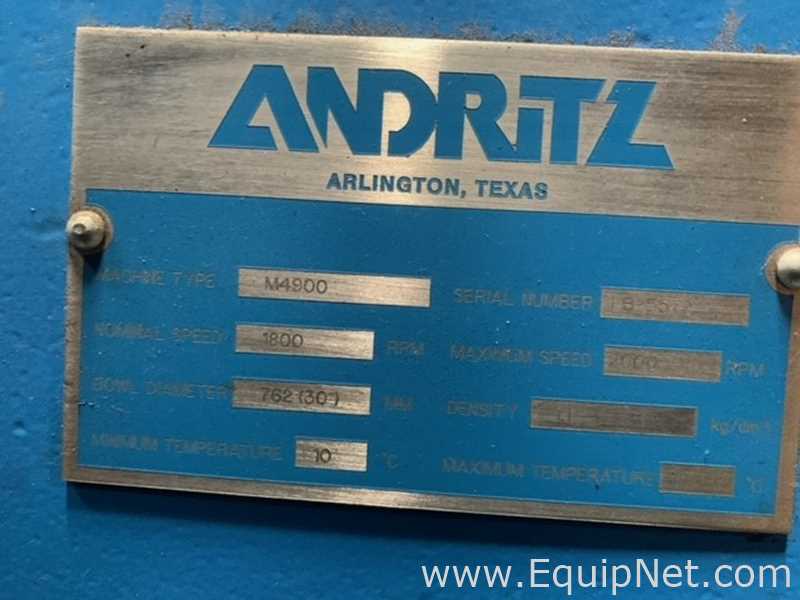 ANDRITZ
ARLINGTON, TEXAS
MACHINE TYPE M4900 SERIAL NUMBER
NOMINAL SPEED 1800 RPM MAXIMUM SPEED RPM
BOWL DIAMETER 762 (30") MM DENSITY kg/dm³
MINIMUM TEMPERATURE 10 °C MAXIMUM TEMPERATURE °C
www.EquipNet.com